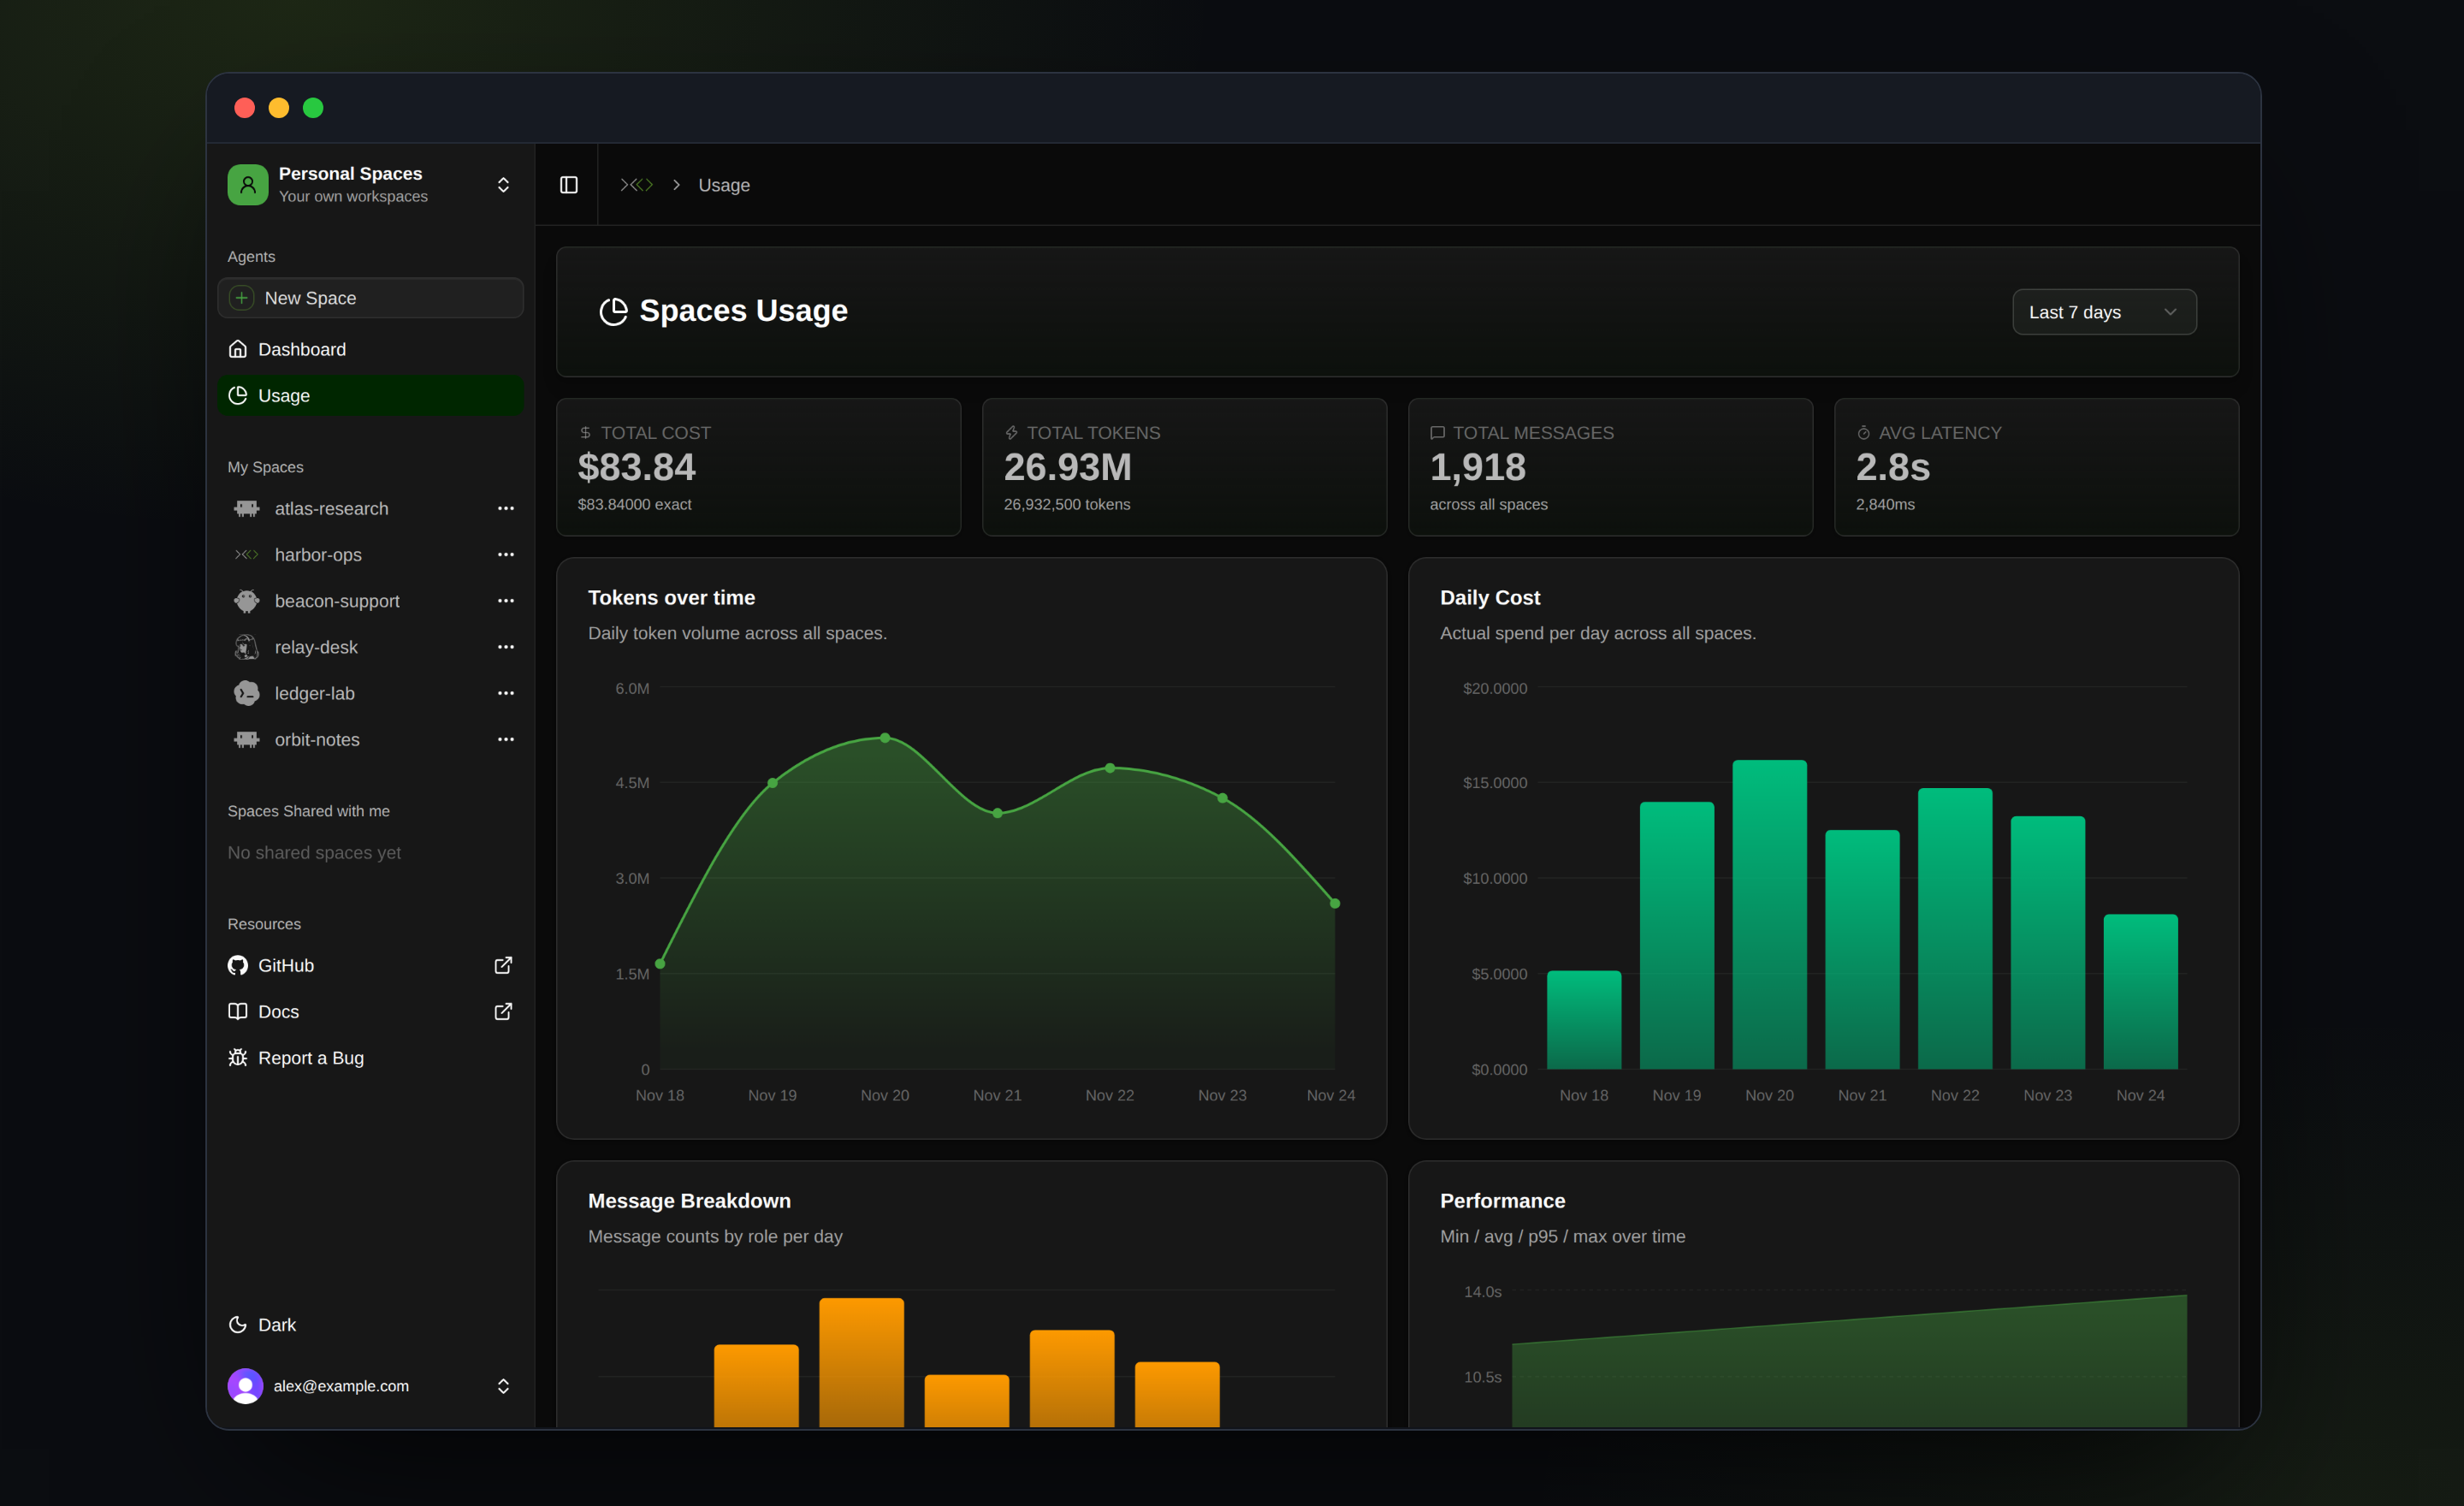 Personal Spaces
Your own workspaces
Usage
Agents
New Space
Dashboard
Usage
My Spaces
atlas-research
harbor-ops
beacon-support
relay-desk
ledger-lab
orbit-notes
Spaces Shared with me
No shared spaces yet
Resources
GitHub
Docs
Report a Bug
Dark
alex@example.com
Spaces Usage
Last 7 days
TOTAL COST
$83.84
$83.84000 exact
TOTAL TOKENS
26.93M
26,932,500 tokens
TOTAL MESSAGES
1,918
across all spaces
AVG LATENCY
2.8s
2,840ms
Tokens over time
Daily token volume across all spaces.
6.0M
4.5M
3.0M
1.5M
0
Nov 18 Nov 19 Nov 20 Nov 21 Nov 22 Nov 23 Nov 24
Daily Cost
Actual spend per day across all spaces.
$20.0000
$15.0000
$10.0000
$5.0000
$0.0000
Nov 18 Nov 19 Nov 20 Nov 21 Nov 22 Nov 23 Nov 24
Message Breakdown
Message counts by role per day
Performance
Min / avg / p95 / max over time
14.0s
10.5s